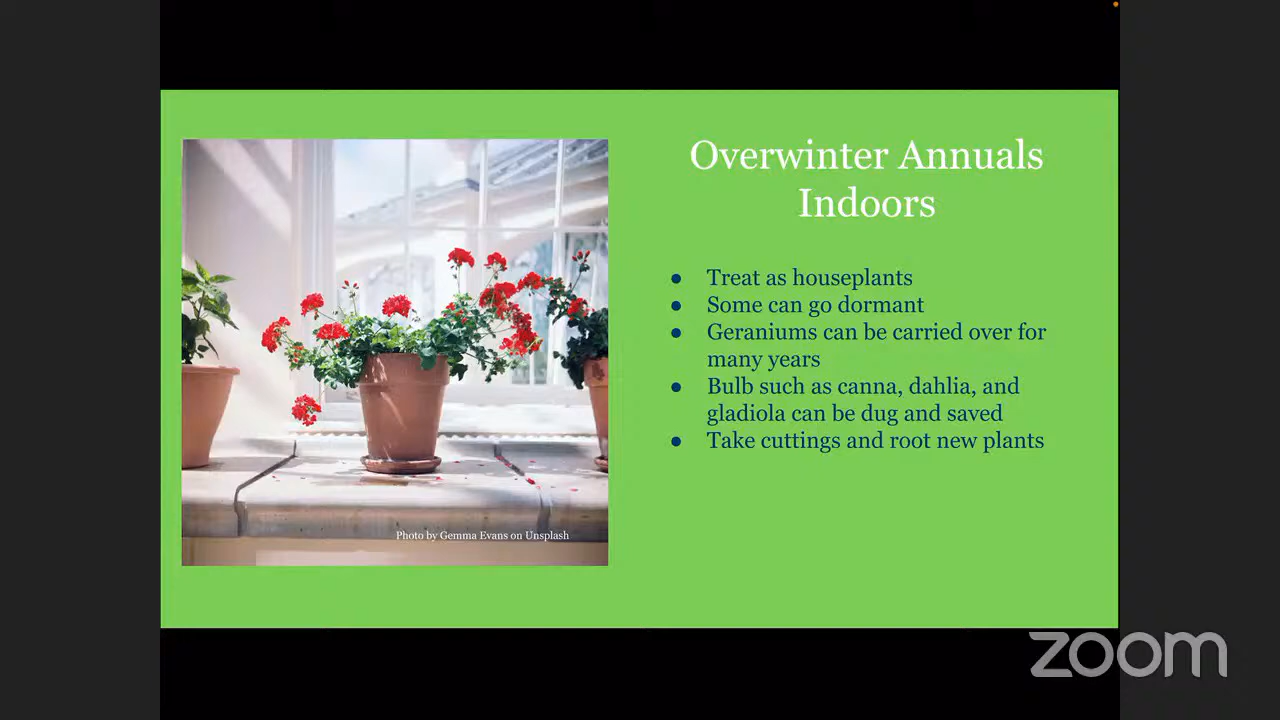 Overwinter Annuals
Indoors
● Treat as houseplants
● Some can go dormant
● Geraniums can be carried over for
many years
● Bulb such as canna, dahlia, and
gladiola can be dug and saved
● Take cuttings and root new plants
Photo by Gemma Evans on Unsplash
zoom